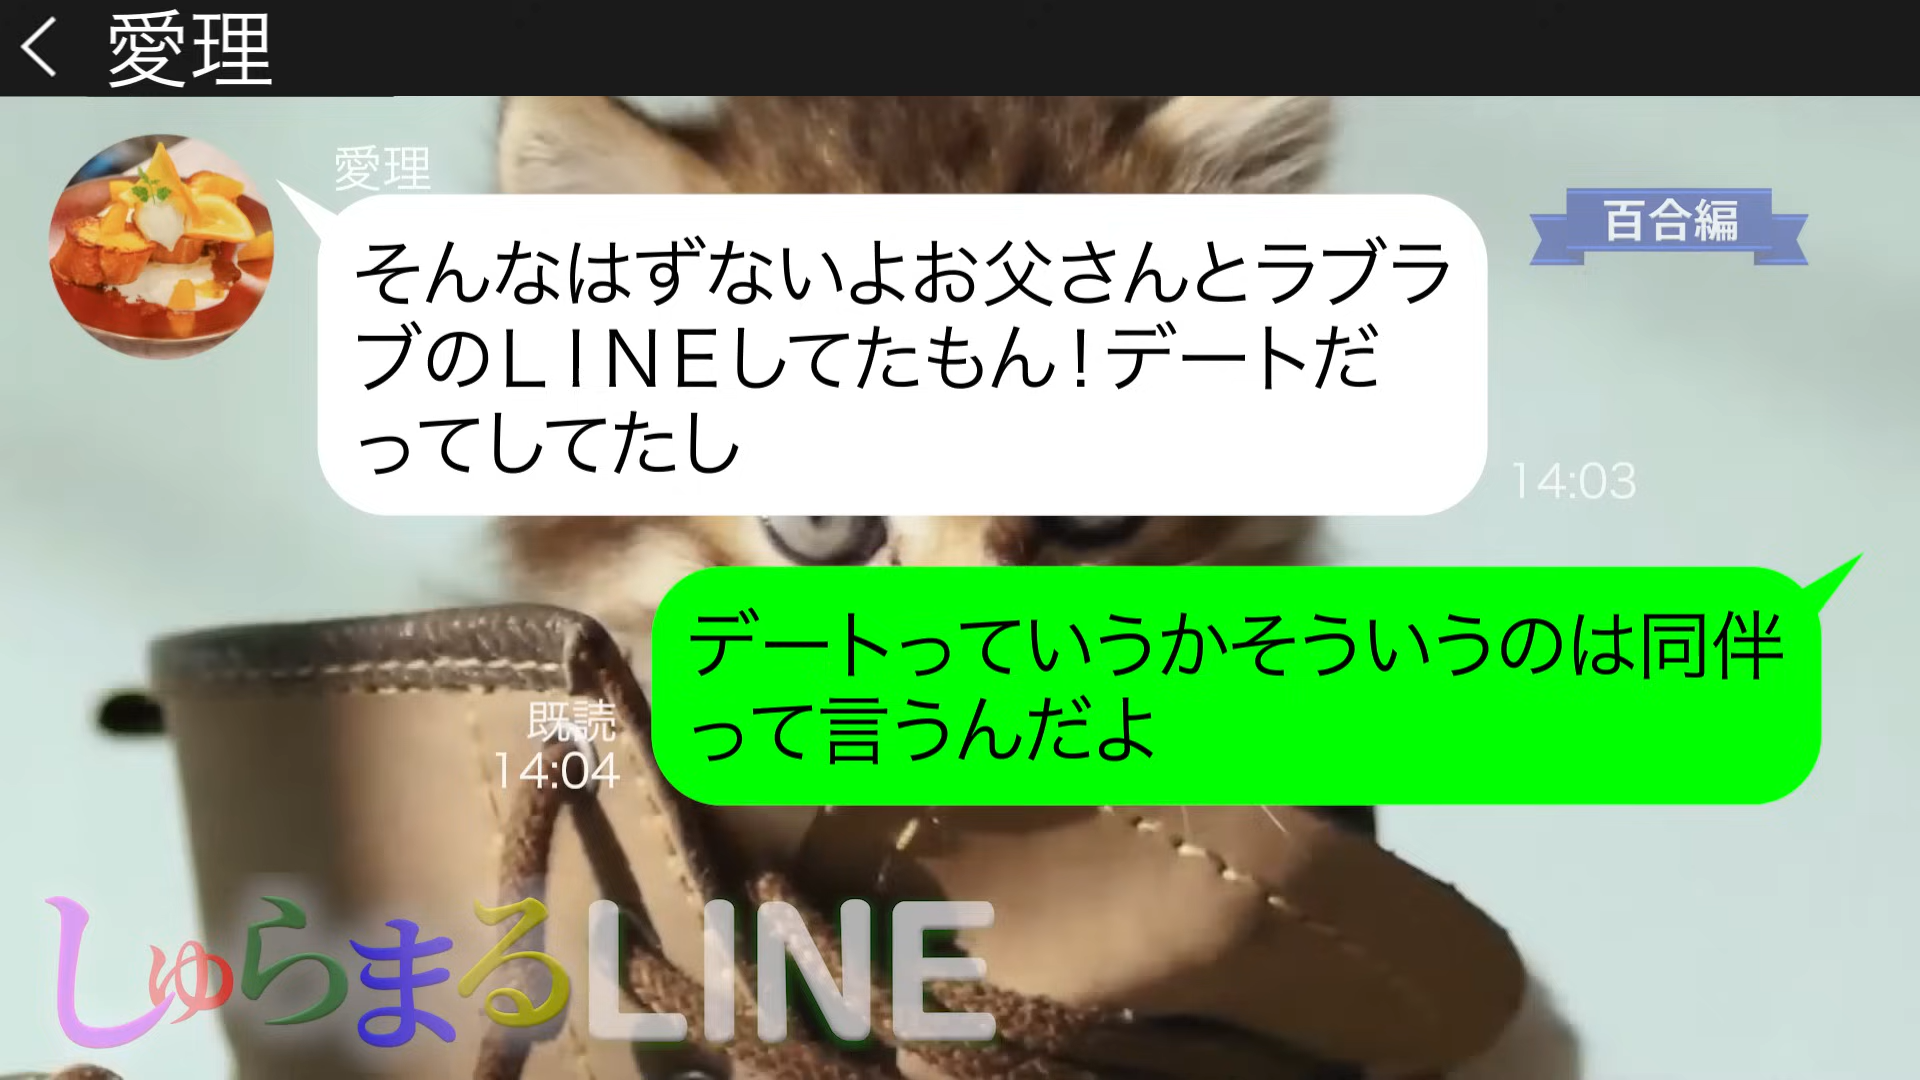 愛理
愛理
百合編
そんなはずないよお父さんとラブラ
ブのLINEしてたもん！デートだ
ってしてたし
14:03
デートっていうかそういうのは同伴
って言うんだよ
既読
14:04
しゅらまるLINE